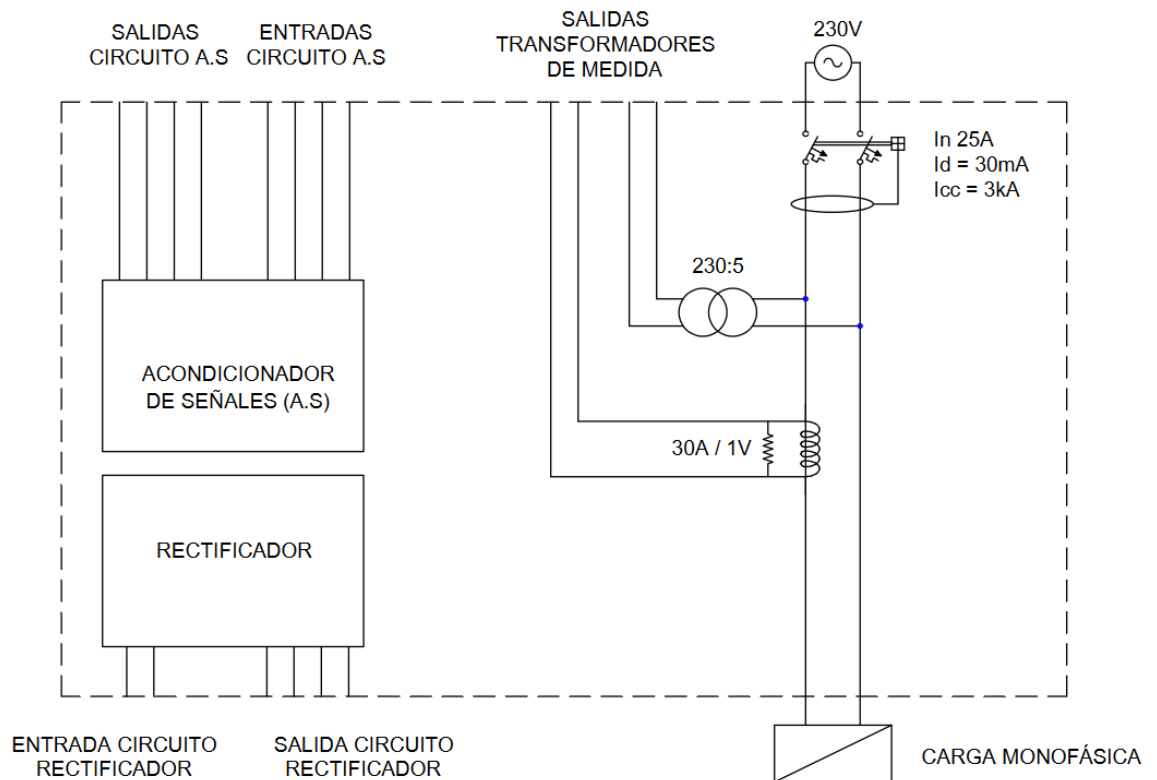 SALIDAS
CIRCUITO A.S
ENTRADAS
CIRCUITO A.S
SALIDAS
TRANSFORMADORES
DE MEDIDA
230V
In 25A
Id = 30mA
Icc = 3kA
230:5
ACONDICIONADOR
DE SEÑALES (A.S)
30A / 1V
RECTIFICADOR
ENTRADA CIRCUITO
RECTIFICADOR
SALIDA CIRCUITO
RECTIFICADOR
CARGA MONOFÁSICA